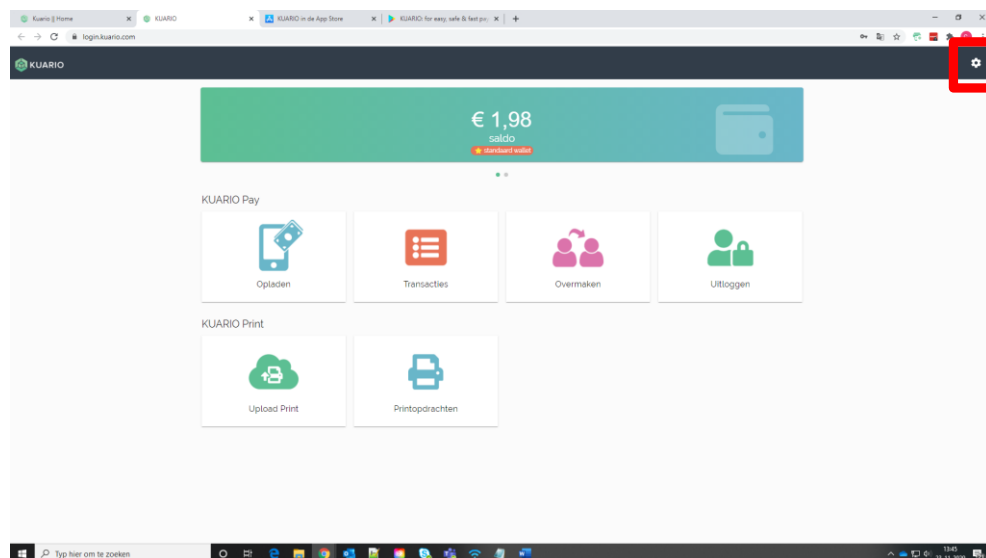 Kuario || Home
KUARIO
KUARIO in de App Store
KUARIO: for easy, safe & fast pay
login.kuario.com
KUARIO
€ 1,98
saldo
standaard wallet
KUARIO Pay
Opladen
Transacties
Overmaken
Uitloggen
KUARIO Print
Upload Print
Printopdrachten
Typ hier om te zoeken
13:45